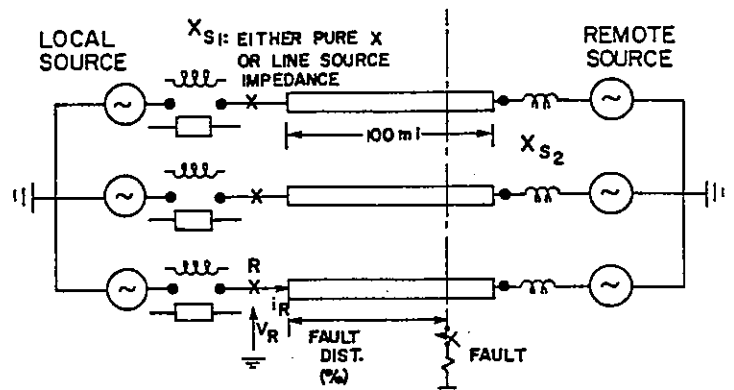 LOCAL
SOURCE
XS1: EITHER PURE X
OR LINE SOURCE
IMPEDANCE
REMOTE
SOURCE
100 mi
XS2
R
iR
VR
FAULT
DIST.
(%)
FAULT